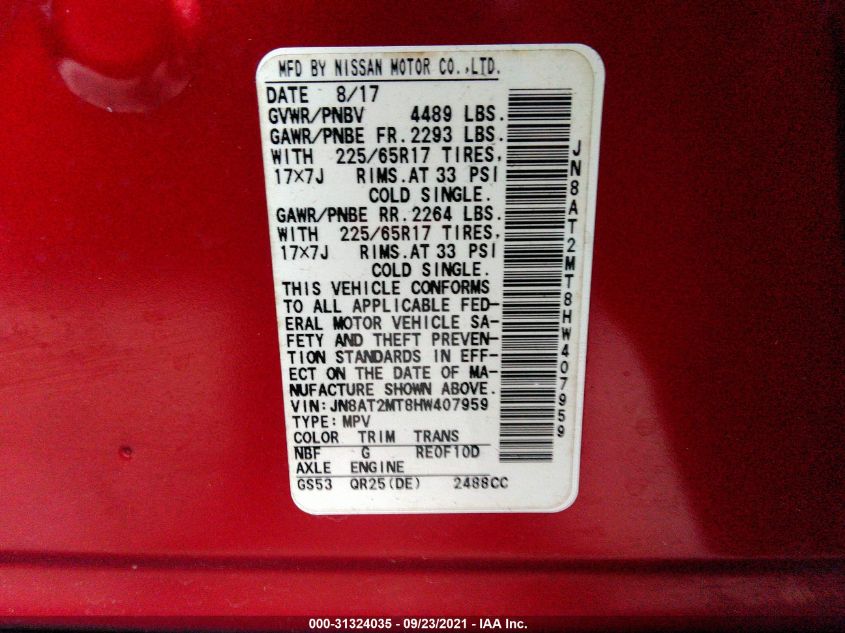 MFD BY NISSAN MOTOR CO.,LTD.
DATE 8/17
GVWR/PNBV 4489 LBS.
GAWR/PNBE FR.2293 LBS.
WITH 225/65R17 TIRES,
17×7J RIMS.AT 33 PSI
COLD SINGLE.
GAWR/PNBE RR.2264 LBS.
WITH 225/65R17 TIRES,
17×7J RIMS.AT 33 PSI
COLD SINGLE.
THIS VEHICLE CONFORMS
TO ALL APPLICABLE FED-
ERAL MOTOR VEHICLE SA-
FETY AND THEFT PREVEN-
TION STANDARDS IN EFF-
ECT ON THE DATE OF MA-
NUFACTURE SHOWN ABOVE.
VIN:JN8AT2MT8HW407959
TYPE:MPV
COLOR TRIM TRANS
NBF G RE0F10D
AXLE ENGINE
GS53 QR25(DE) 2488CC
JN8AT2MT8HW407959
000-31324035 - 09/23/2021 - IAA Inc.